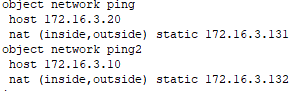 object network ping
host 172.16.3.20
nat (inside,outside) static 172.16.3.131
object network ping2
host 172.16.3.10
nat (inside,outside) static 172.16.3.132